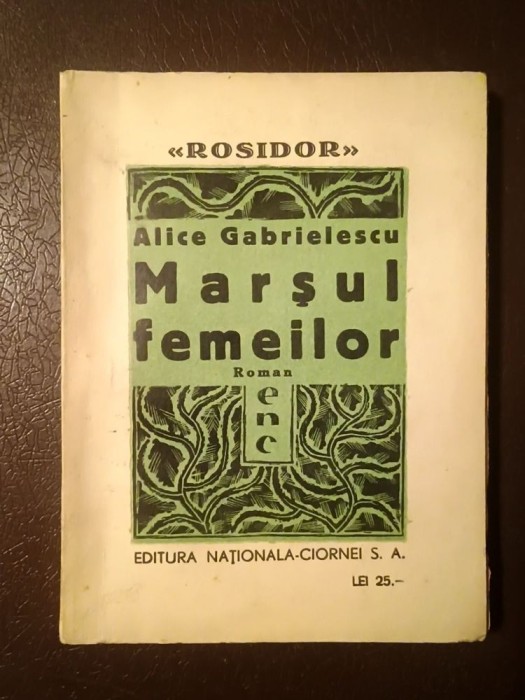 «ROSIDOR»
Alice Gabrielescu
Marşul
femeilor
Roman
enc
EDITURA NAŢIONALA-CIORNEI S. A.
LEI 25.–